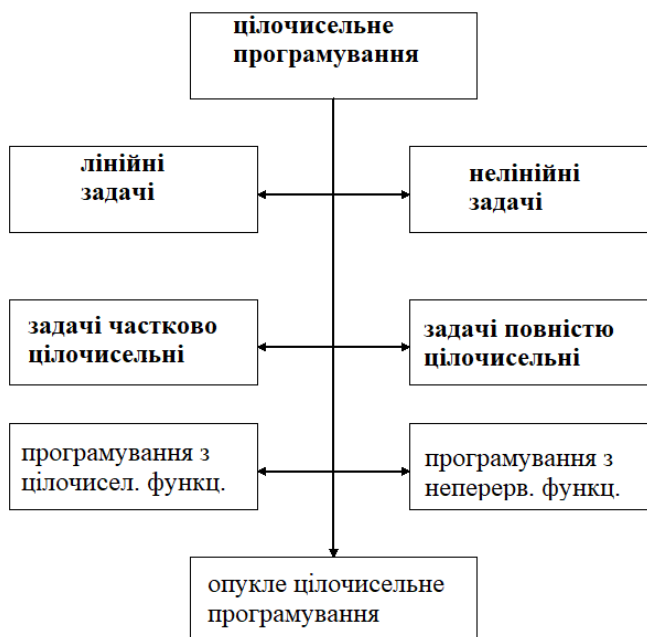 цілочисельне
програмування
лінійні
задачі
нелінійні
задачі
задачі частково
цілочисельні
задачі повністю
цілочисельні
програмування з
цілочисел. функц.
програмування з
неперерв. функц.
опукле цілочисельне
програмування